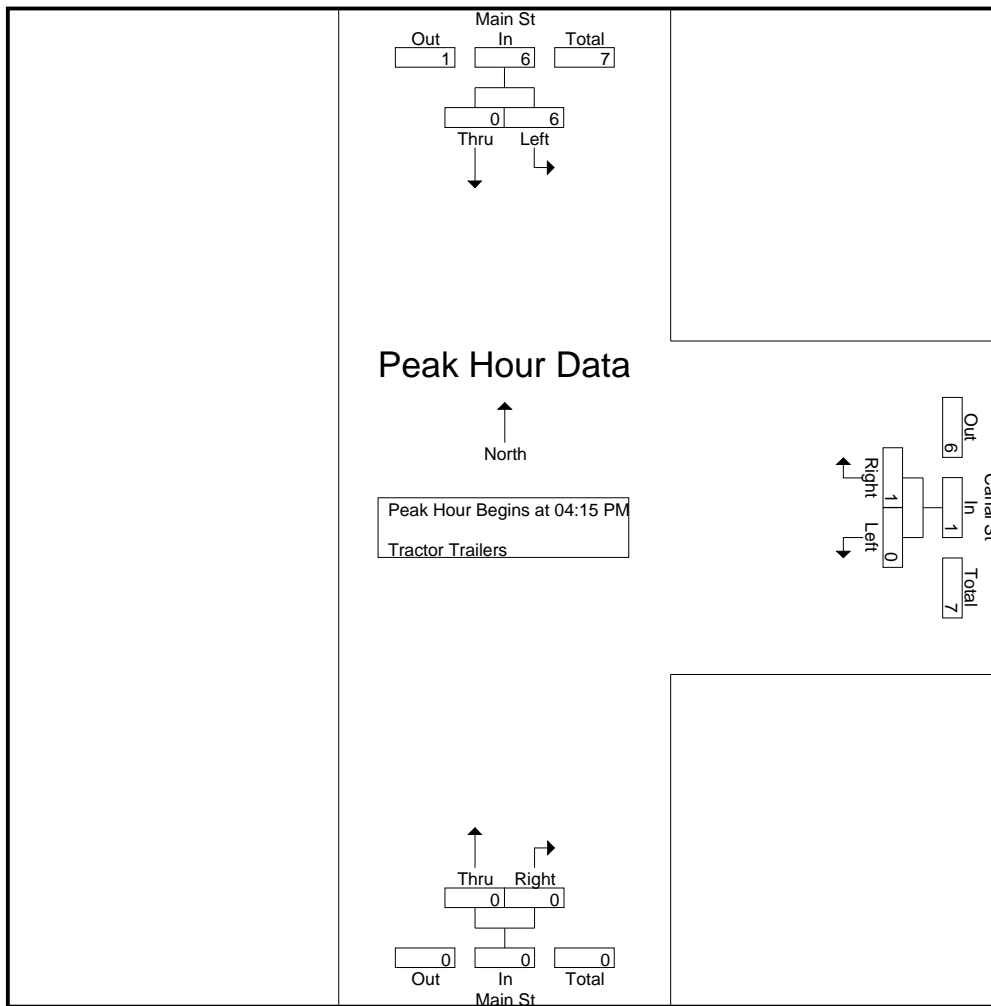 Main St
Out In Total
1 6 7
0 6
Thru Left
Peak Hour Data
North
Peak Hour Begins at 04:15 PM
Tractor Trailers
Canal St
Out In Total
6 1 7
1 0
Right Left
Thru Right
0 0
0 0 0
Out In Total
Main St